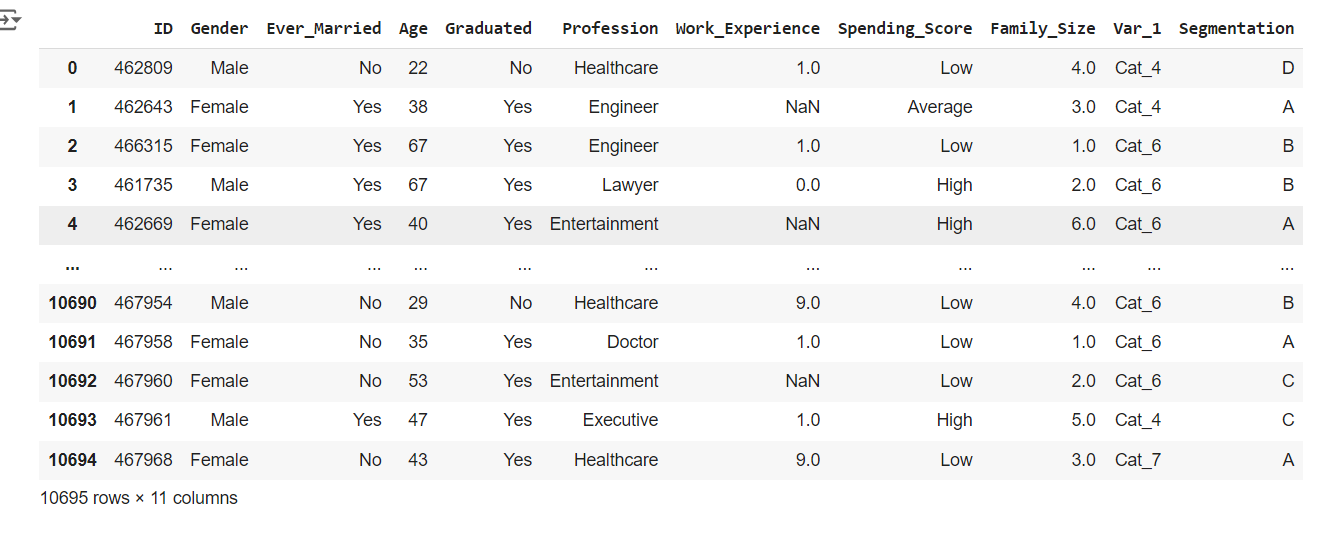 ID Gender Ever_Married Age Graduated Profession Work_Experience Spending_Score Family_Size Var_1 Segmentation
0 462809 Male No 22 No Healthcare 1.0 Low 4.0 Cat_4 D
1 462643 Female Yes 38 Yes Engineer NaN Average 3.0 Cat_4 A
2 466315 Female Yes 67 Yes Engineer 1.0 Low 1.0 Cat_6 B
3 461735 Male Yes 67 Yes Lawyer 0.0 High 2.0 Cat_6 B
4 462669 Female Yes 40 Yes Entertainment NaN High 6.0 Cat_6 A
... ... ... ... ... ... ... ... ... ... ... ...
10690 467954 Male No 29 No Healthcare 9.0 Low 4.0 Cat_6 B
10691 467958 Female No 35 Yes Doctor 1.0 Low 1.0 Cat_6 A
10692 467960 Female No 53 Yes Entertainment NaN Low 2.0 Cat_6 C
10693 467961 Male Yes 47 Yes Executive 1.0 High 5.0 Cat_4 C
10694 467968 Female No 43 Yes Healthcare 9.0 Low 3.0 Cat_7 A
10695 rows × 11 columns